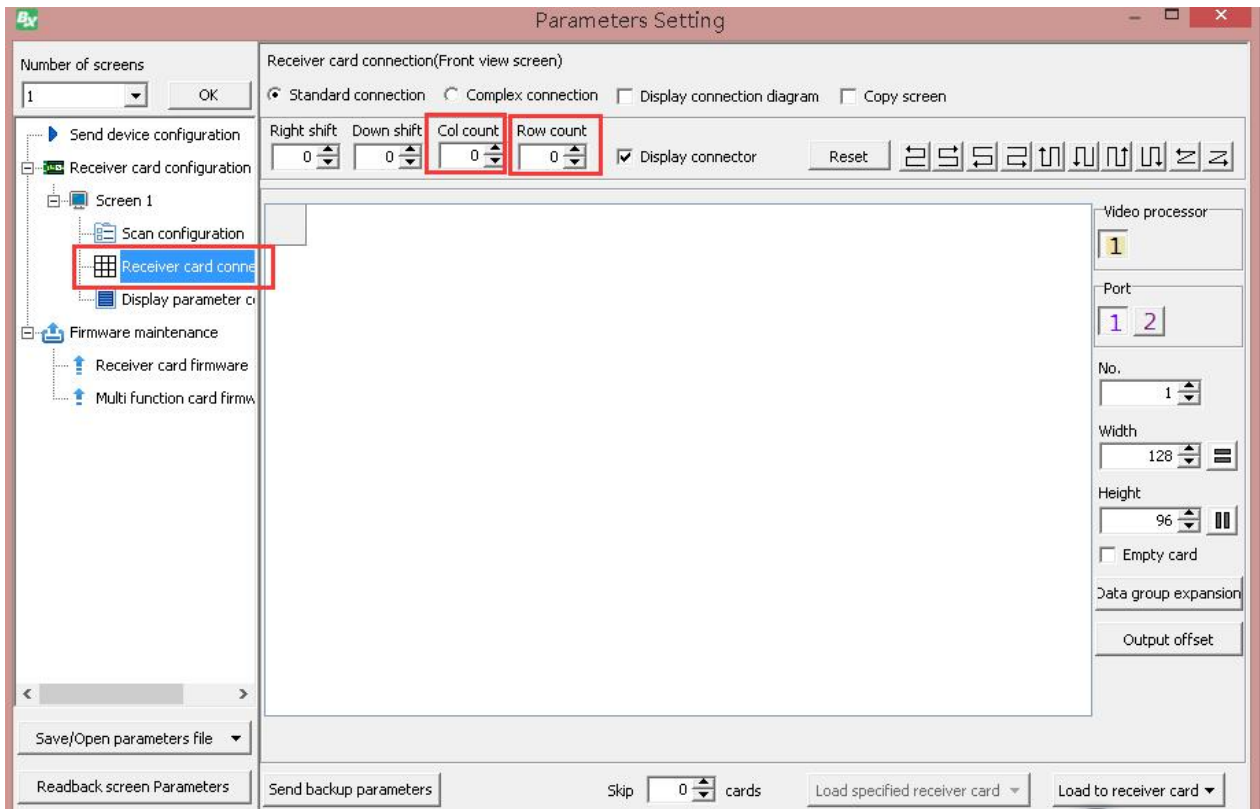 BX
Parameters Setting
Number of screens
1
OK
Send device configuration
Receiver card configuration
Screen 1
Scan configuration
Receiver card conne
Display parameter c
Firmware maintenance
Receiver card firmware
Multi function card firmw
Save/Open parameters file
Readback screen Parameters
Receiver card connection(Front view screen)
Standard connection Complex connection Display connection diagram Copy screen
Right shift Down shift Col count Row count
0 0 0 0 Display connector Reset
Video processor
1
Port
1 2
No.
1
Width
128
Height
96
Empty card
Data group expansion
Output offset
Send backup parameters Skip 0 cards Load specified receiver card Load to receiver card